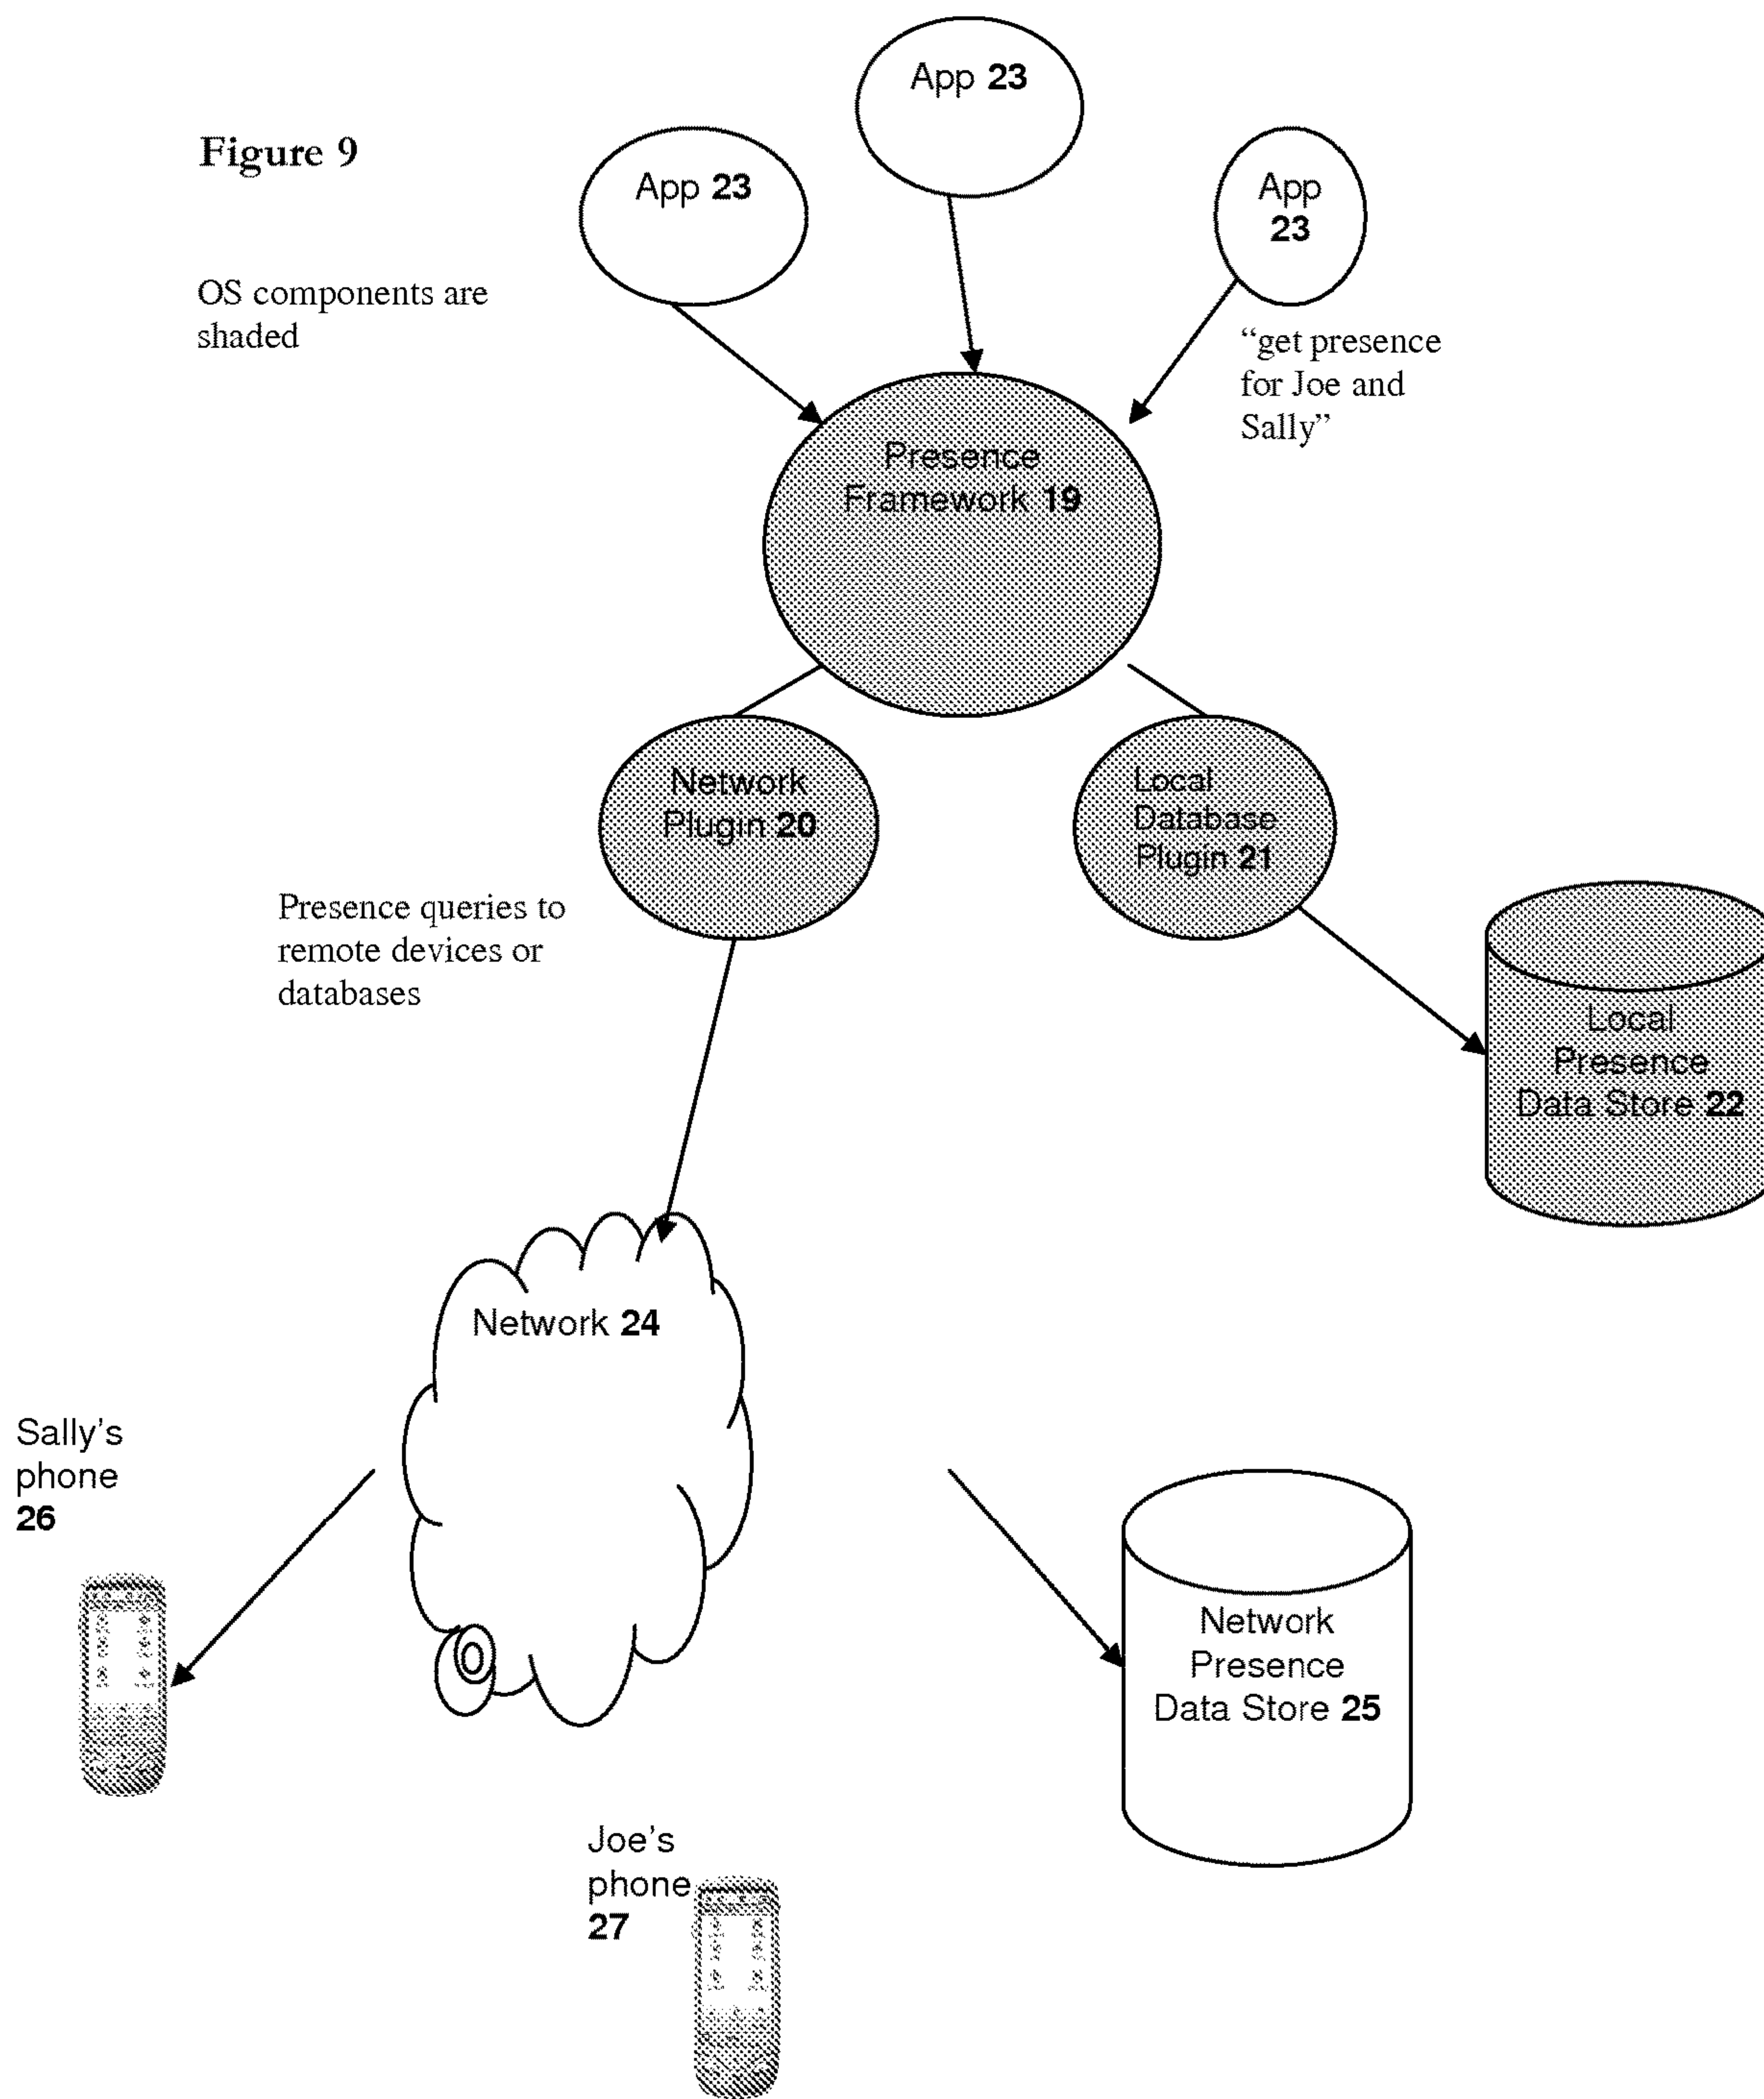 App 23
Figure 9
App 23
App
23
OS components are
shaded
“get presence
for Joe and
Sally”
Presence
Framework 19
Network
Plugin 20
Local
Database
Plugin 21
Presence queries to
remote devices or
databases
Local
Presence
Data Store 22
Network 24
Sally's
phone
26
Network
Presence
Data Store 25
Joe's
phone
27